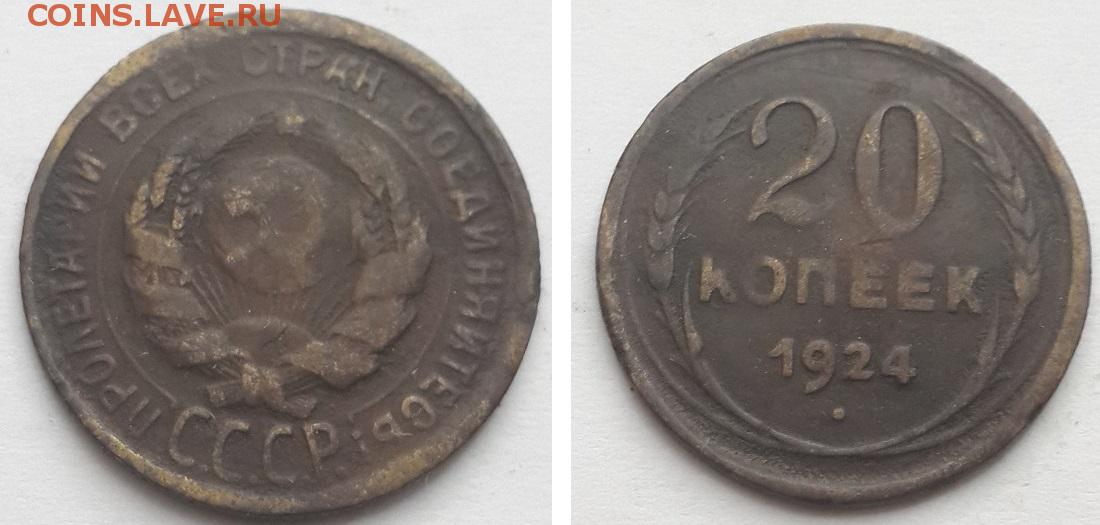 COINS.LAVE.RU
ПРОЛЕТАРИИ ВСЕХ СТРАН, СОЕДИНЯЙТЕСЬ!
С.С.С.Р.
20
КОПЕЕК
1924